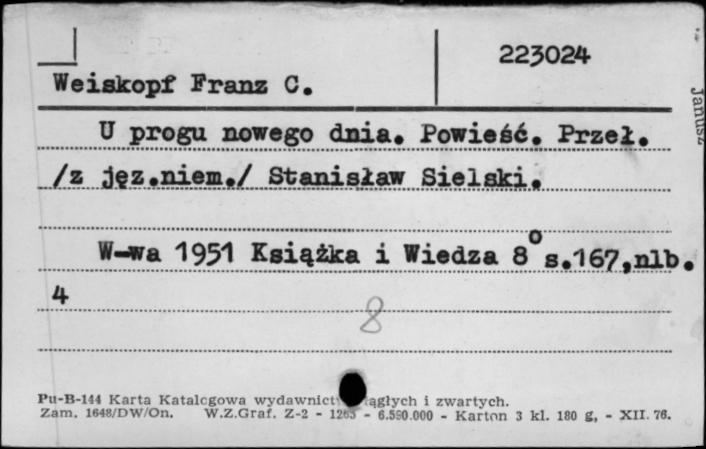 223024
Weiskopf Franz C.
U progu nowego dnia. Powieść. Przeł.
/z jęz.niem./ Stanisław Sielski.
W-wa 1951 Książka i Wiedza 8º s.167,nlb.
4
8
Pu-B-144 Karta Katalogowa ciągłych i zwartych.
Zam. 1648/DW/On. W.Z.Graf. Z-2 - 1265 - 6.590.000 - Karton 3 kl. 180 g, - XII. 76.
Janusz